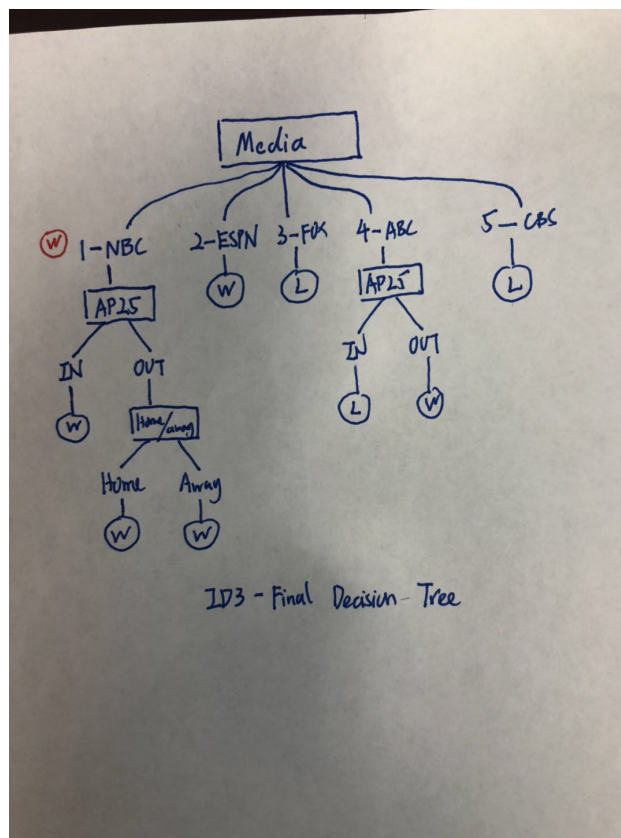 Media
W 1-NBC 2-ESPN 3-FOX 4-ABC 5-CBS
AP25 W L AP25 L
IN OUT IN OUT
W Home/away L W
Home Away
W W
ID3 - Final Decision Tree